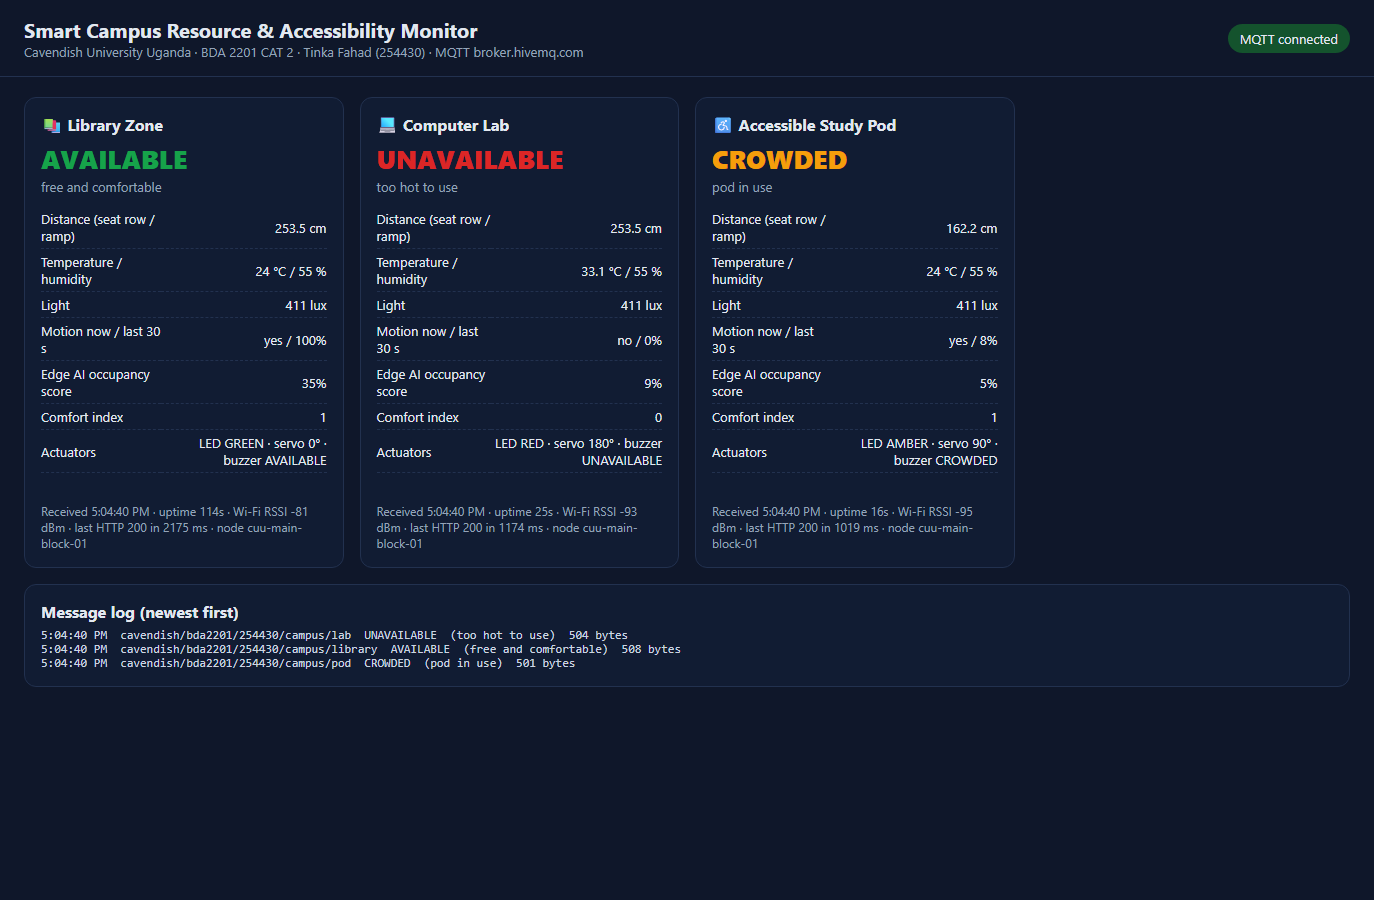 Smart Campus Resource & Accessibility Monitor
Cavendish University Uganda · BDA 2201 CAT 2 · Tinka Fahad (254430) · MQTT broker.hivemq.com
MQTT connected
📚 Library Zone
AVAILABLE
free and comfortable
Distance (seat row /
ramp)
253.5 cm
Temperature /
humidity
24 °C / 55 %
Light
411 lux
Motion now / last 30
s
yes / 100%
Edge AI occupancy
score
35%
Comfort index
1
Actuators
LED GREEN · servo 0° ·
buzzer AVAILABLE
Received 5:04:40 PM · uptime 114s · Wi-Fi RSSI -81
dBm · last HTTP 200 in 2175 ms · node cuu-main-
block-01
💻 Computer Lab
UNAVAILABLE
too hot to use
Distance (seat row /
ramp)
253.5 cm
Temperature /
humidity
33.1 °C / 55 %
Light
411 lux
Motion now / last
30 s
no / 0%
Edge AI occupancy
score
9%
Comfort index
0
Actuators
LED RED · servo 180° · buzzer
UNAVAILABLE
Received 5:04:40 PM · uptime 25s · Wi-Fi RSSI -93
dBm · last HTTP 200 in 1174 ms · node cuu-main-
block-01
♿ Accessible Study Pod
CROWDED
pod in use
Distance (seat row /
ramp)
162.2 cm
Temperature /
humidity
24 °C / 55 %
Light
411 lux
Motion now / last
30 s
yes / 8%
Edge AI occupancy
score
5%
Comfort index
1
Actuators
LED AMBER · servo 90° ·
buzzer CROWDED
Received 5:04:40 PM · uptime 16s · Wi-Fi RSSI -95
dBm · last HTTP 200 in 1019 ms · node cuu-main-
block-01
Message log (newest first)
5:04:40 PM cavendish/bda2201/254430/campus/lab UNAVAILABLE (too hot to use) 504 bytes
5:04:40 PM cavendish/bda2201/254430/campus/library AVAILABLE (free and comfortable) 508 bytes
5:04:40 PM cavendish/bda2201/254430/campus/pod CROWDED (pod in use) 501 bytes